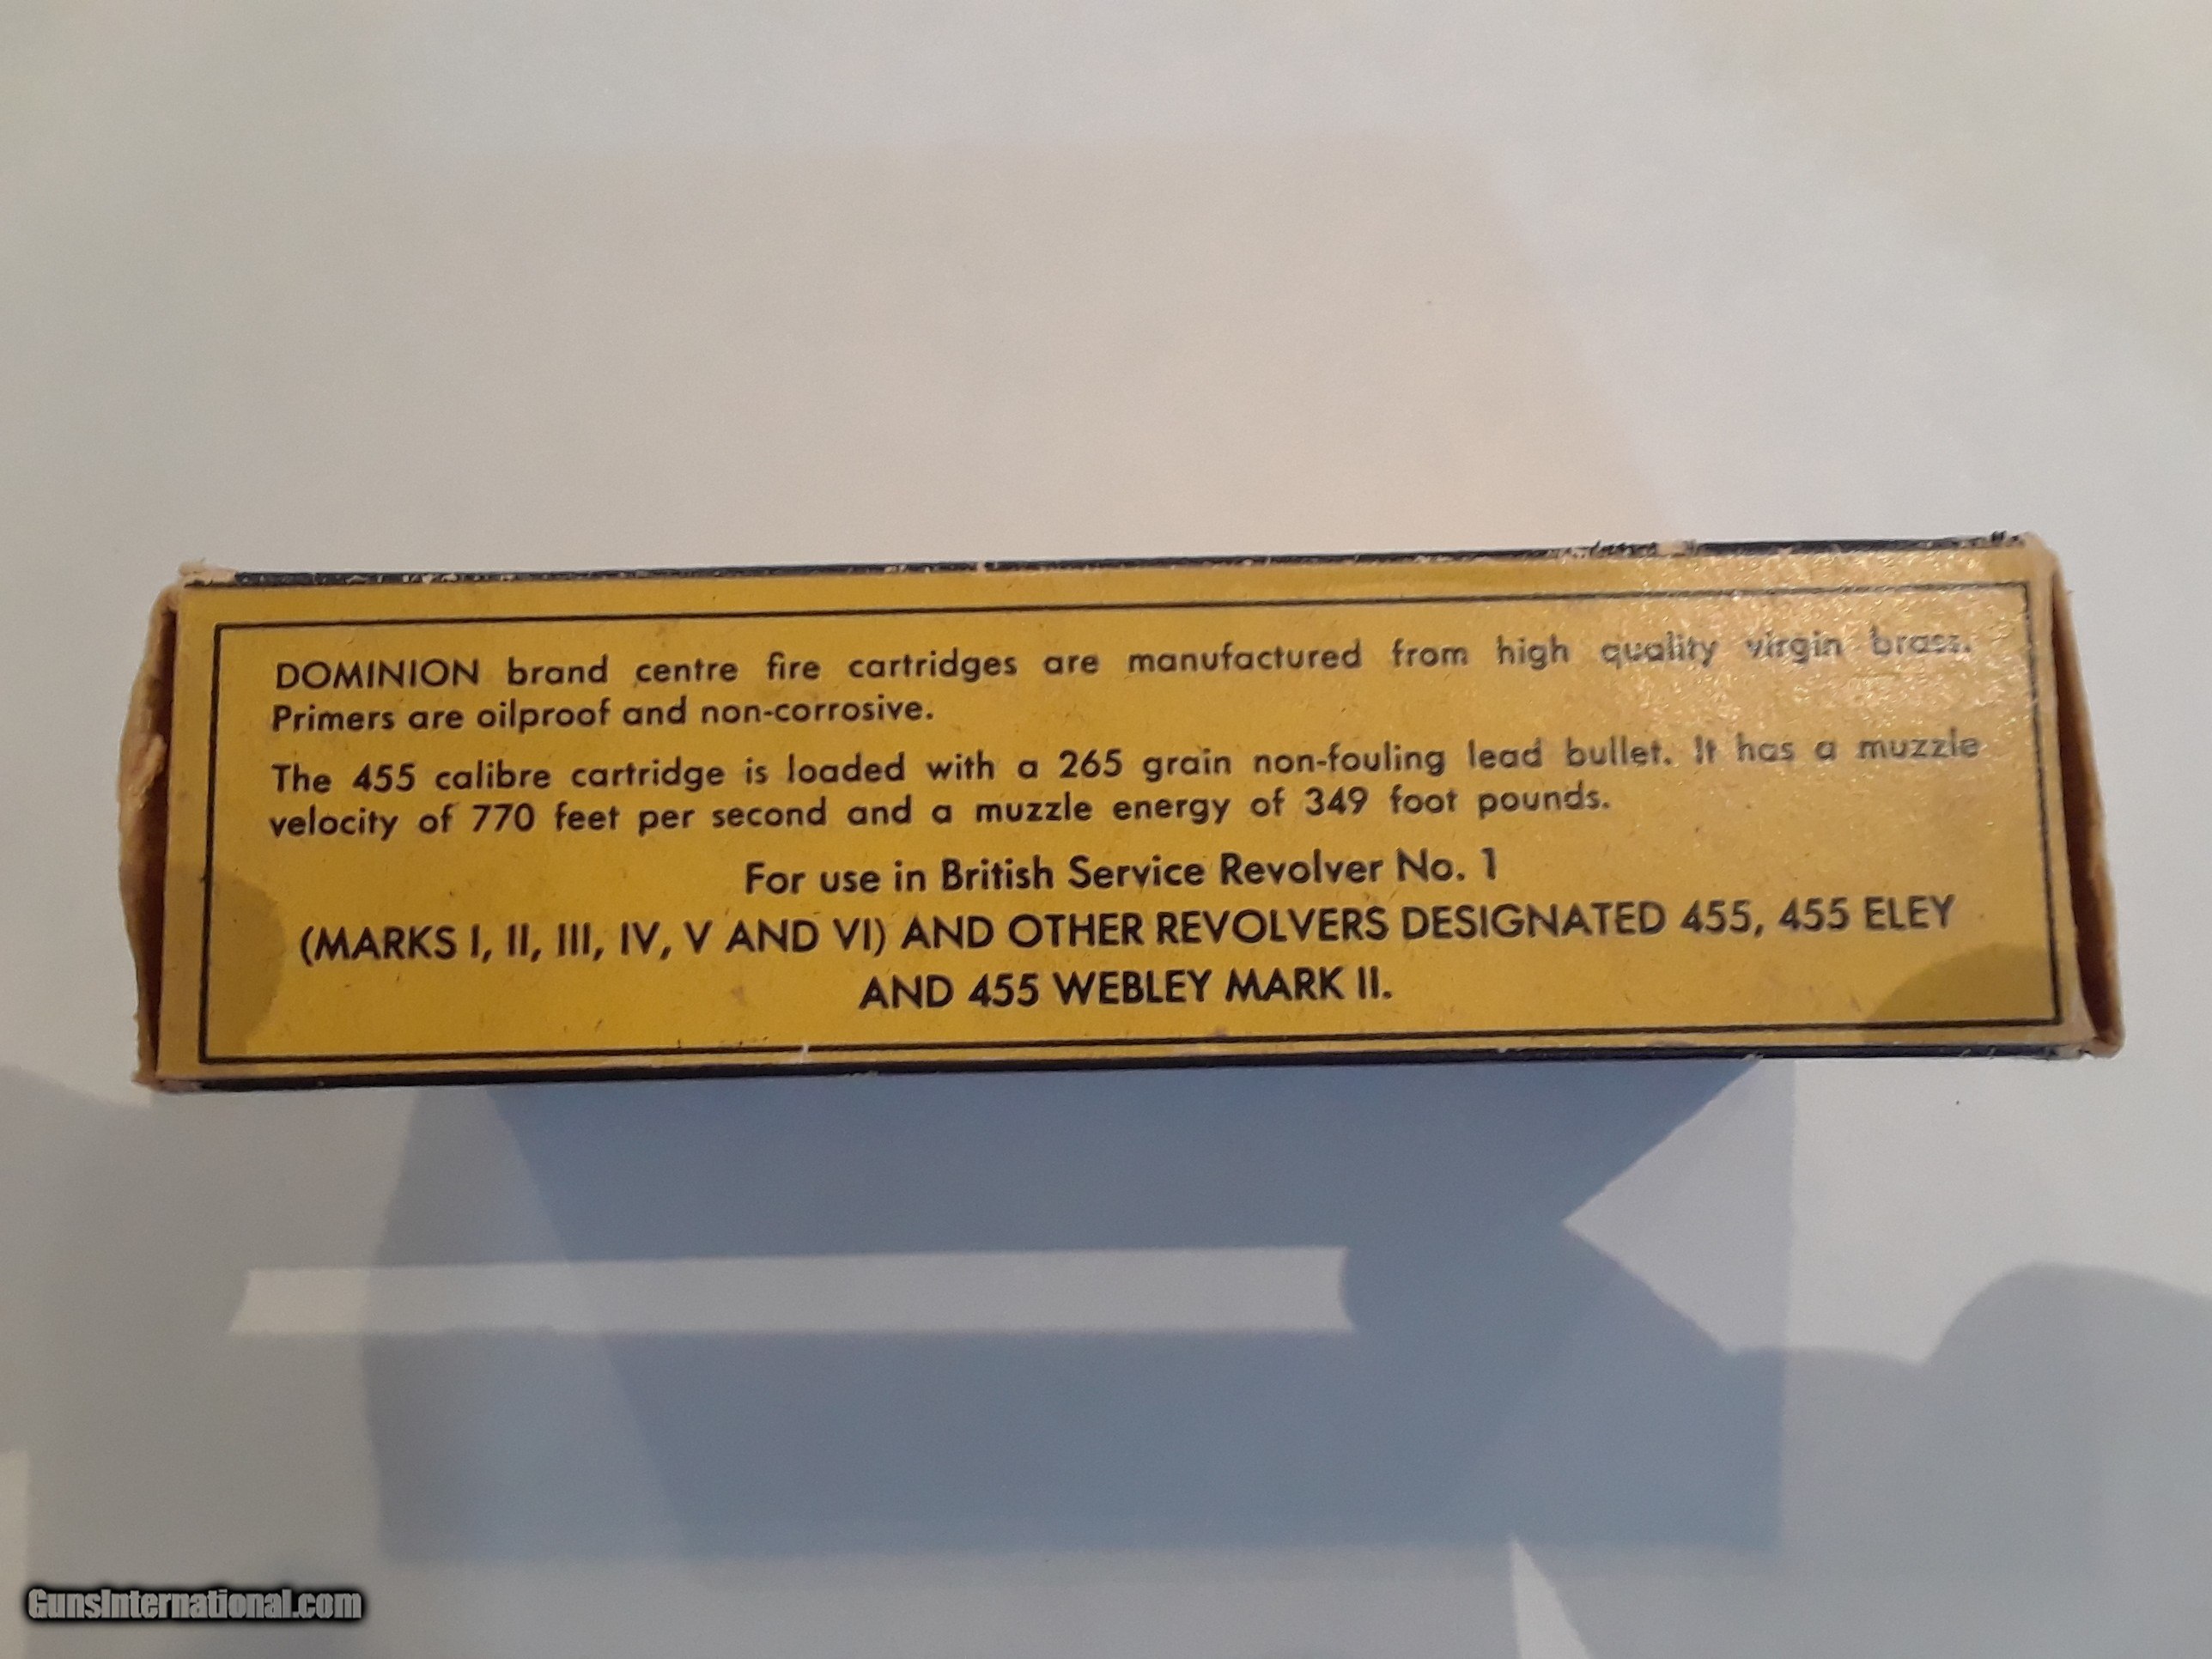 DOMINION brand centre fire cartridges are manufactured from high quality virgin brass.
Primers are oilproof and non-corrosive.
The 455 calibre cartridge is loaded with a 265 grain non-fouling lead bullet. It has a muzzle
velocity of 770 feet per second and a muzzle energy of 349 foot pounds.
For use in British Service Revolver No. 1
(MARKS I, II, III, IV, V AND VI) AND OTHER REVOLVERS DESIGNATED 455, 455 ELEY
AND 455 WEBLEY MARK II.
GunsInternational.com